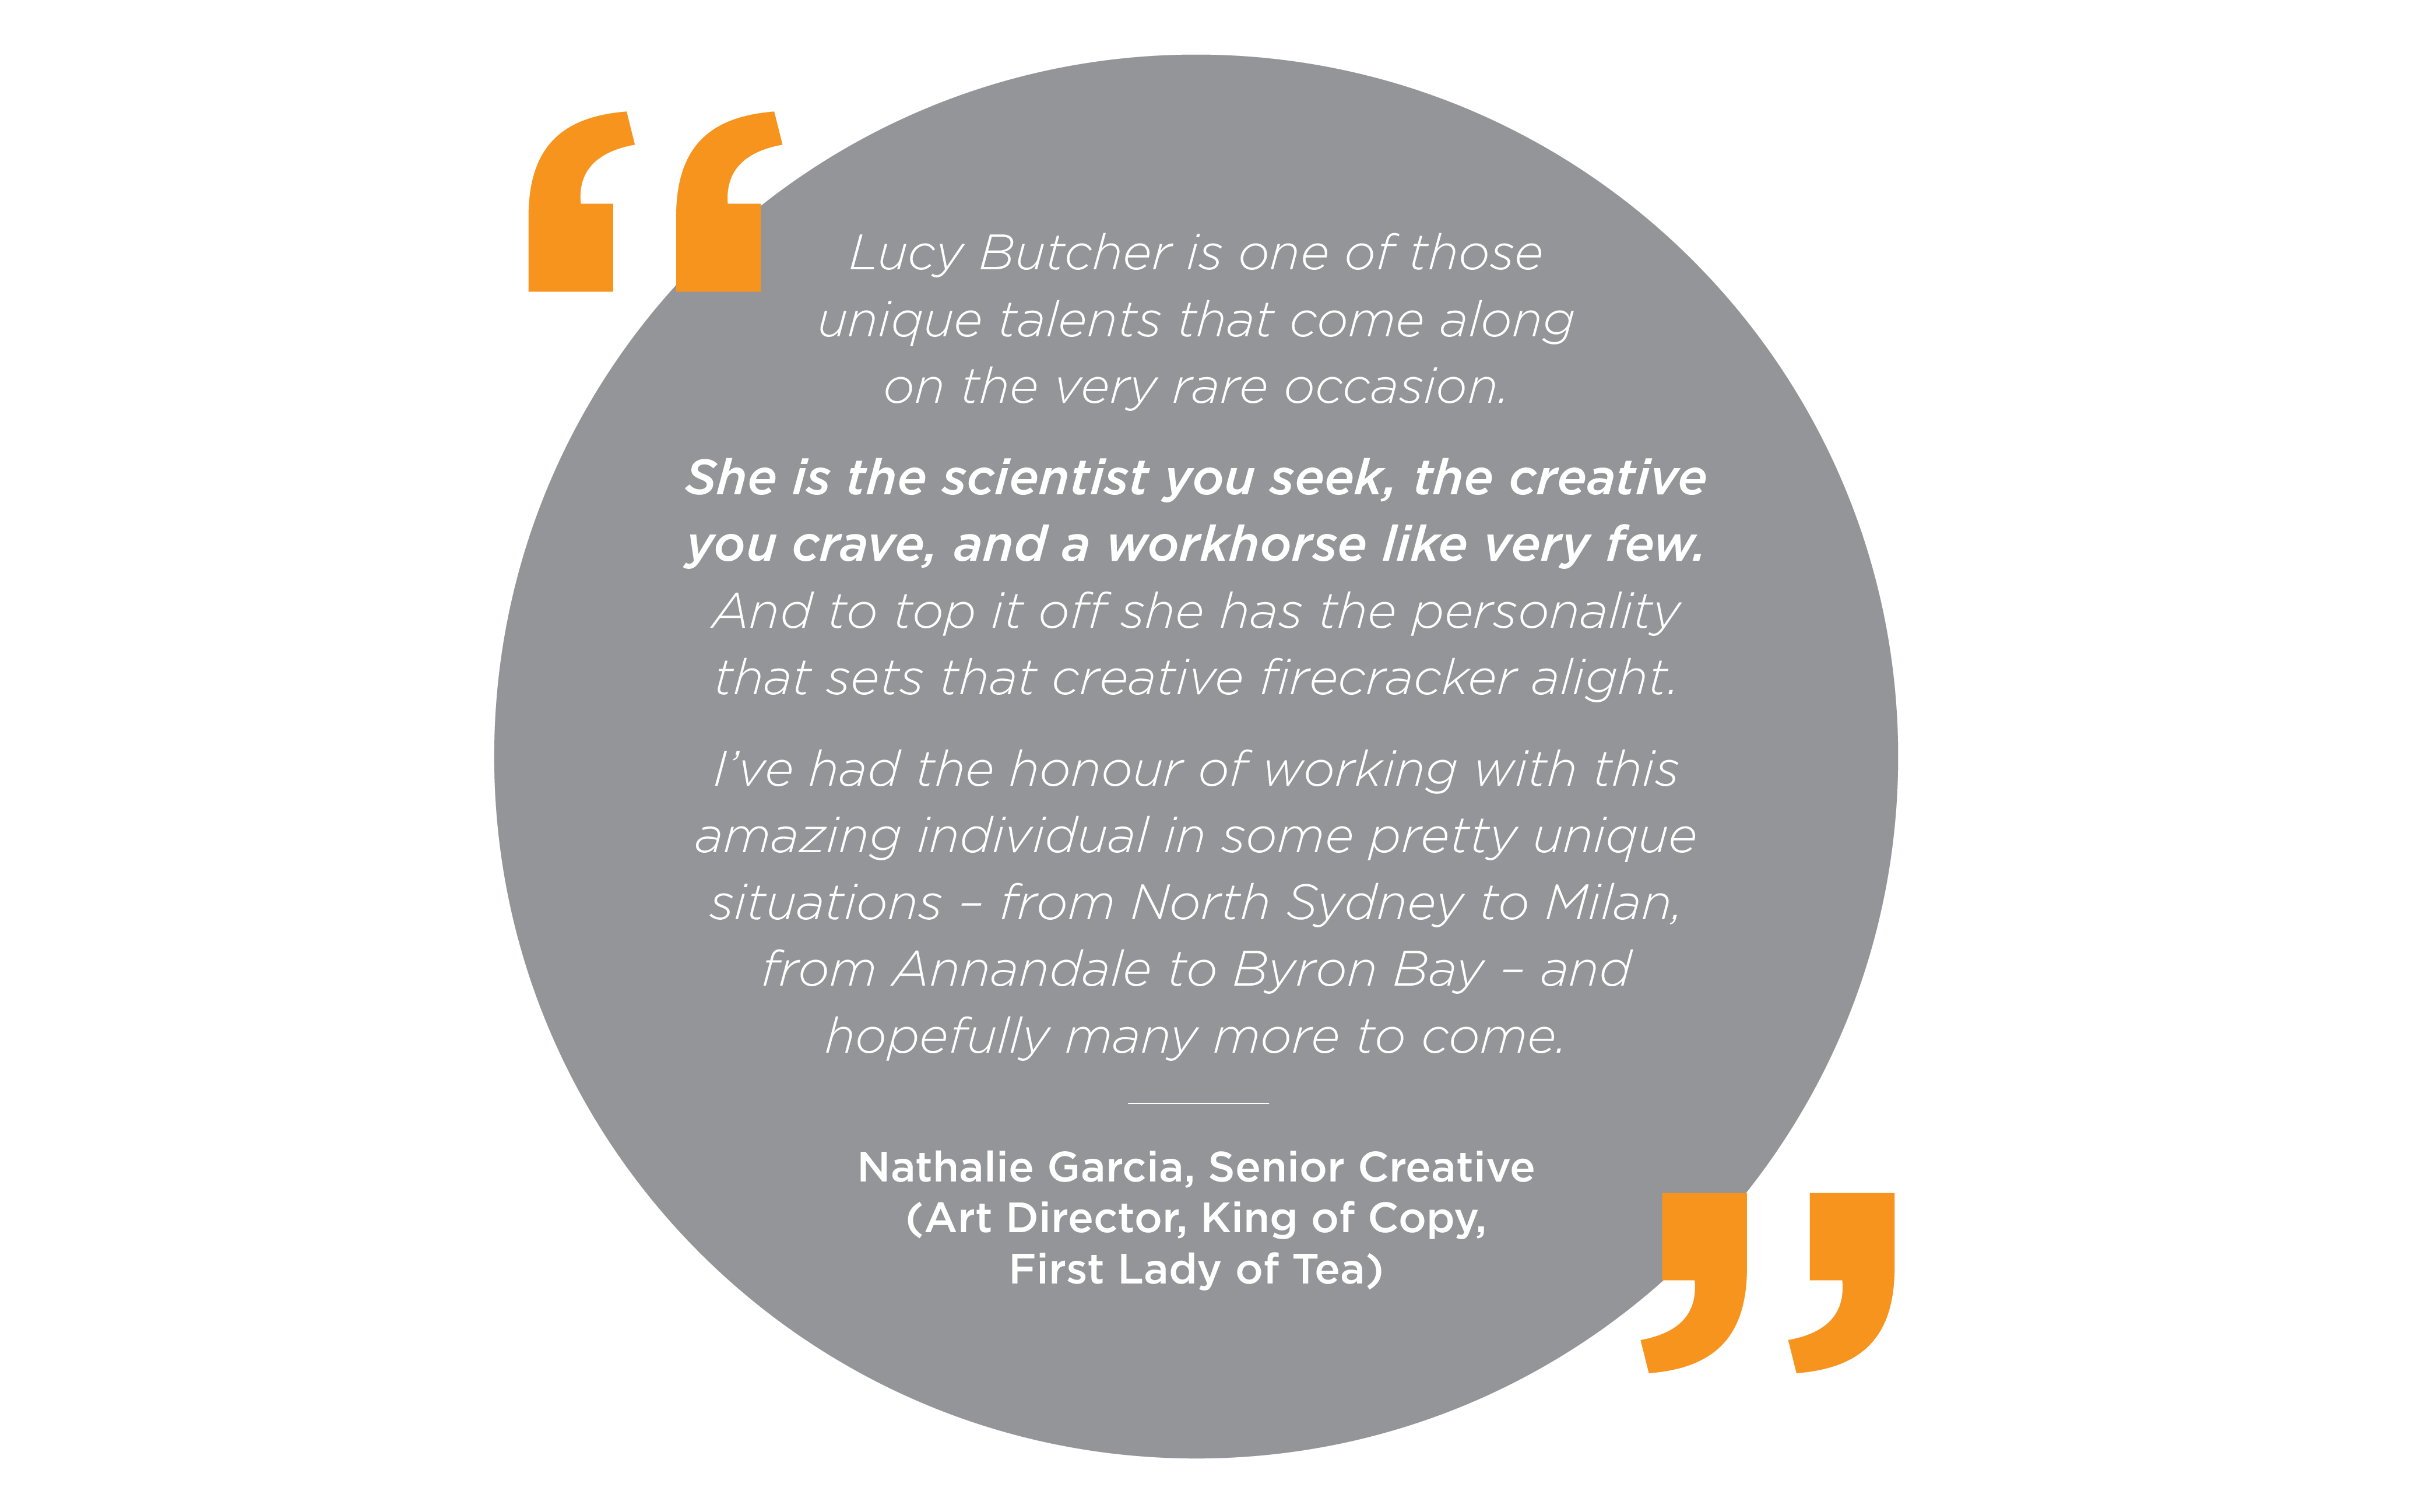 “
Lucy Butcher is one of those
unique talents that come along
on the very rare occasion.
She is the scientist you seek, the creative
you crave, and a workhorse like very few.
And to top it off she has the personality
that sets that creative firecracker alight.
I’ve had the honour of working with this
amazing individual in some pretty unique
situations – from North Sydney to Milan,
from Annandale to Byron Bay – and
hopefully many more to come.
Nathalie Garcia, Senior Creative
(Art Director, King of Copy,
First Lady of Tea)
”